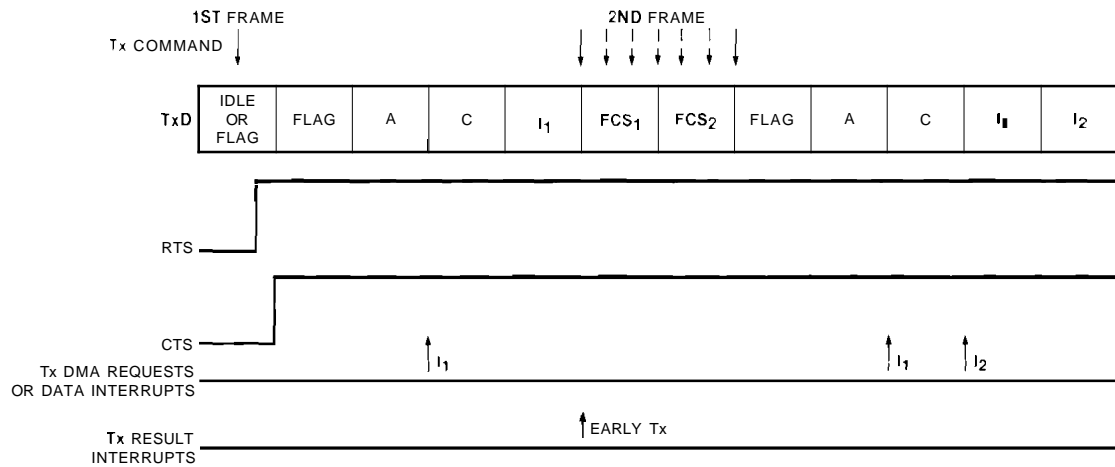 1ST FRAME
2ND FRAME
Tx COMMAND
TxD
IDLE
OR
FLAG
FLAG
A
C
I1
FCS1
FCS2
FLAG
A
C
I2
RTS
CTS
I1
I1
I2
Tx DMA REQUESTS
OR DATA INTERRUPTS
EARLY Tx
Tx RESULT
INTERRUPTS